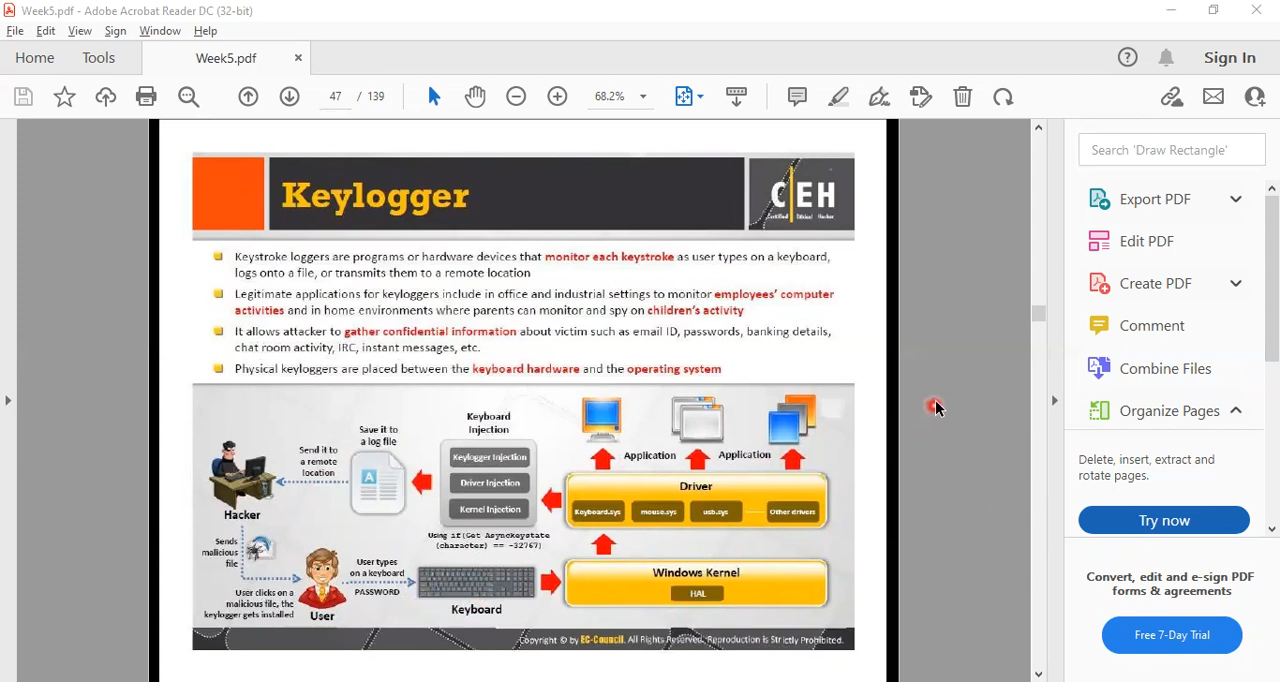 Week5.pdf - Adobe Acrobat Reader DC (32-bit)
File Edit View Sign Window Help
Home Tools Week5.pdf × Sign In
47 / 139 68.2%
Search 'Draw Rectangle'
Export PDF
Edit PDF
Create PDF
Comment
Combine Files
Organize Pages
Delete, insert, extract and
rotate pages.
Try now
Convert, edit and e-sign PDF
forms & agreements
Free 7-Day Trial
Keylogger
C|EH
Certified Ethical Hacker
Keystroke loggers are programs or hardware devices that monitor each keystroke as user types on a keyboard,
logs onto a file, or transmits them to a remote location
Legitimate applications for keyloggers include in office and industrial settings to monitor employees' computer
activities and in home environments where parents can monitor and spy on children's activity
It allows attacker to gather confidential information about victim such as email ID, passwords, banking details,
chat room activity, IRC, instant messages, etc.
Physical keyloggers are placed between the keyboard hardware and the operating system
Hacker
Send it to
a remote
location
Save it to
a log file
A
Keyboard
Injection
Keylogger Injection
Driver Injection
Kernel Injection
Using if(Get Asynckeystate
(character) == -32767)
Application
Application
Driver
Keyboard.sys
mouse.sys
usb.sys
Other drivers
Windows Kernel
HAL
Sends
malicious
file
User clicks on a
malicious file, the
keylogger gets installed
User
User types
on a keyboard
PASSWORD
Keyboard
Copyright © by EC-Council. All Rights Reserved. Reproduction is Strictly Prohibited.